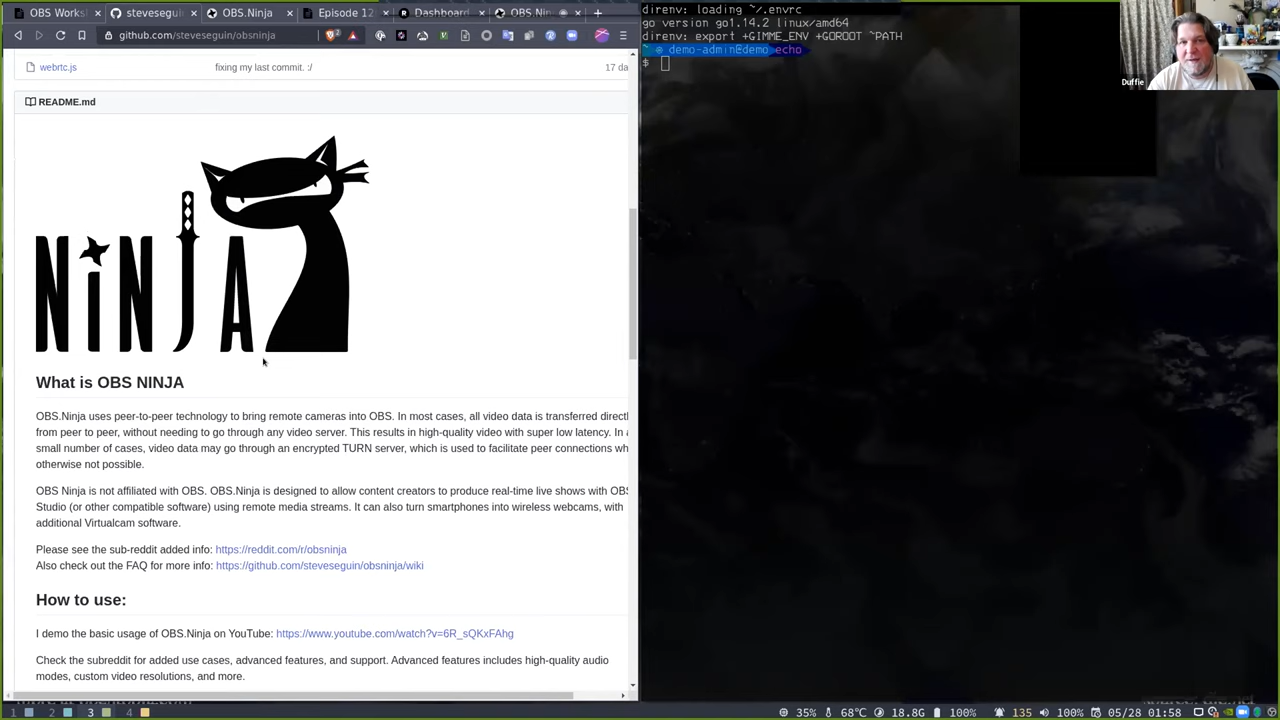 OBS Works
steveseguin
OBS.Ninja
Episode 12
Dashboard
OBS.Nin
github.com/steveseguin/obsninja
webrtc.js
fixing my last commit. :/
17 da
README.md
NiNJA
What is OBS NINJA
OBS.Ninja uses peer-to-peer technology to bring remote cameras into OBS. In most cases, all video data is transferred directl
from peer to peer, without needing to go through any video server. This results in high-quality video with super low latency. In a
small number of cases, video data may go through an encrypted TURN server, which is used to facilitate peer connections wh
otherwise not possible.
OBS Ninja is not affiliated with OBS. OBS.Ninja is designed to allow content creators to produce real-time live shows with OBS
Studio (or other compatible software) using remote media streams. It can also turn smartphones into wireless webcams, with
additional Virtualcam software.
Please see the sub-reddit added info: https://reddit.com/r/obsninja
Also check out the FAQ for more info: https://github.com/steveseguin/obsninja/wiki
How to use:
I demo the basic usage of OBS.Ninja on YouTube: https://www.youtube.com/watch?v=6R_sQKxFAhg
Check the subreddit for added use cases, advanced features, and support. Advanced features includes high-quality audio
modes, custom video resolutions, and more.
direnv: loading ~/.envrc
go version go1.14.2 linux/amd64
direnv: export +GIMME_ENV +GOROOT ~PATH
~ demo-admin@demo echo
$
Duffie
1 2 3 4
35% 68°C 18.8G 100% 135 100% 05/28 01:58